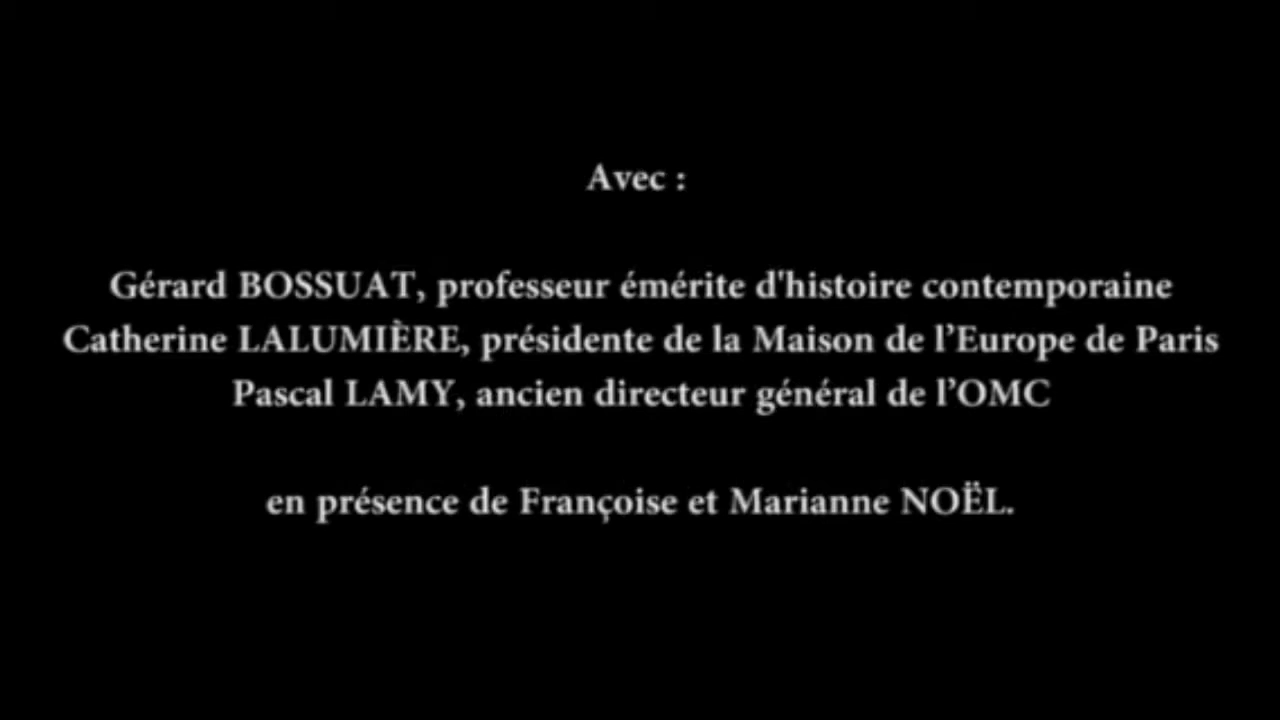 Avec :
Gérard BOSSUAT, professeur émérite d'histoire contemporaine
Catherine LALUMIÈRE, présidente de la Maison de l’Europe de Paris
Pascal LAMY, ancien directeur général de l’OMC
en présence de Françoise et Marianne NOËL.